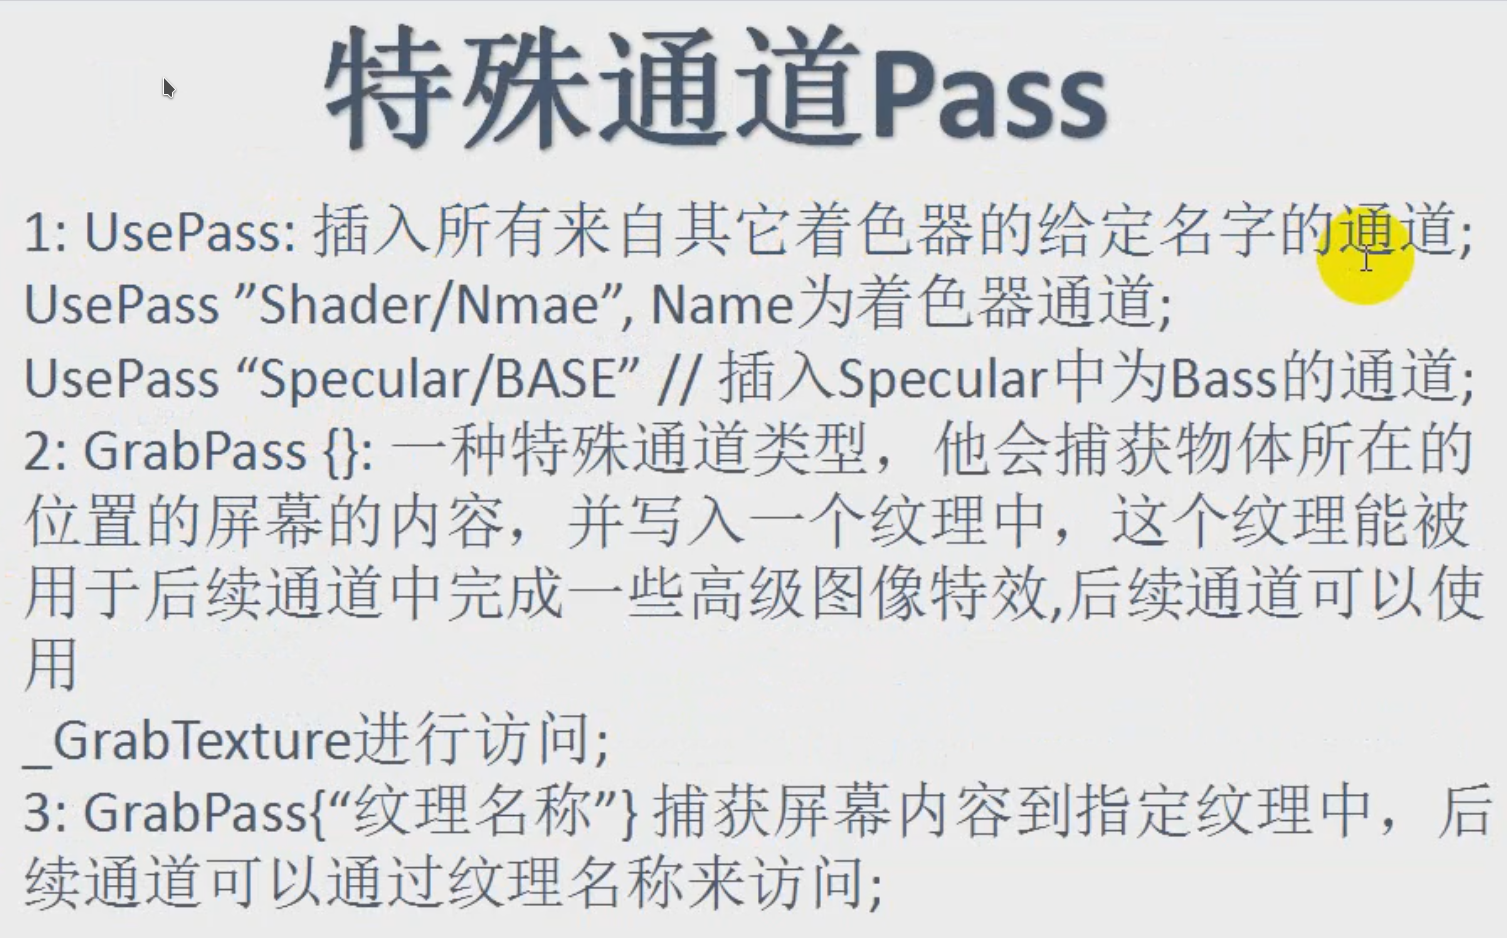 特殊通道Pass
1: UsePass: 插入所有来自其它着色器的给定名字的通道;
UsePass ”Shader/Nmae”, Name为着色器通道;
UsePass “Specular/BASE” // 插入Specular中为Bass的通道;
2: GrabPass {}: 一种特殊通道类型，他会捕获物体所在的
位置的屏幕的内容，并写入一个纹理中，这个纹理能被
用于后续通道中完成一些高级图像特效,后续通道可以使
用
_GrabTexture进行访问;
3: GrabPass{“纹理名称”} 捕获屏幕内容到指定纹理中，后
续通道可以通过纹理名称来访问;